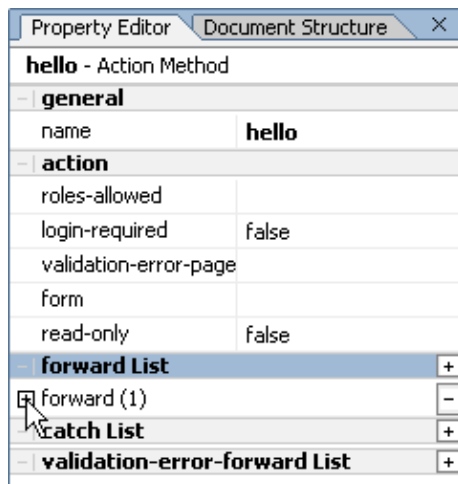 Property Editor Document Structure
hello - Action Method
general
name hello
action
roles-allowed
login-required false
validation-error-page
form
read-only false
forward List
forward (1)
catch List
validation-error-forward List